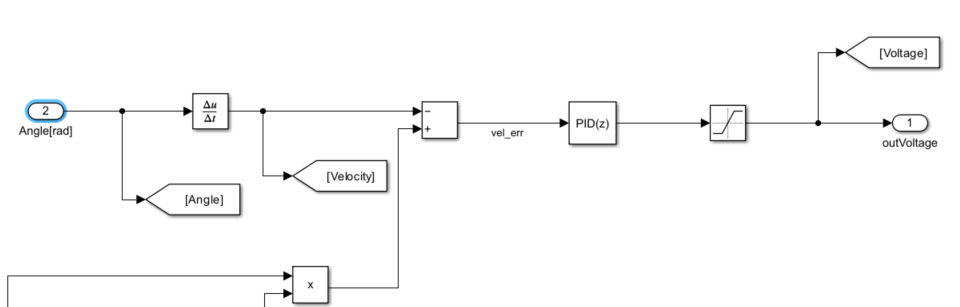 [Voltage]
2
Δu
Δt
Angle[rad]
−
+
vel_err
PID(z)
1
outVoltage
[Velocity]
[Angle]
x